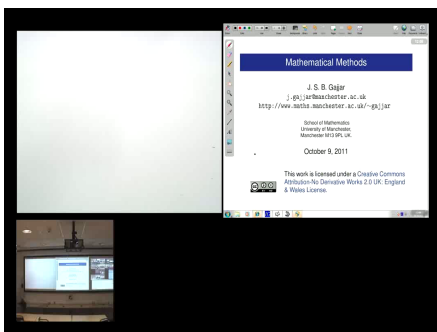 Mathematical Methods
J. S. B. Gajjar
j.gajjar@manchester.ac.uk
http://www.maths.manchester.ac.uk/~gajjar
School of Mathematics
University of Manchester,
Manchester M13 9PL UK.
October 9, 2011
This work is licensed under a Creative Commons
Attribution-No Derivative Works 2.0 UK: England
& Wales License.